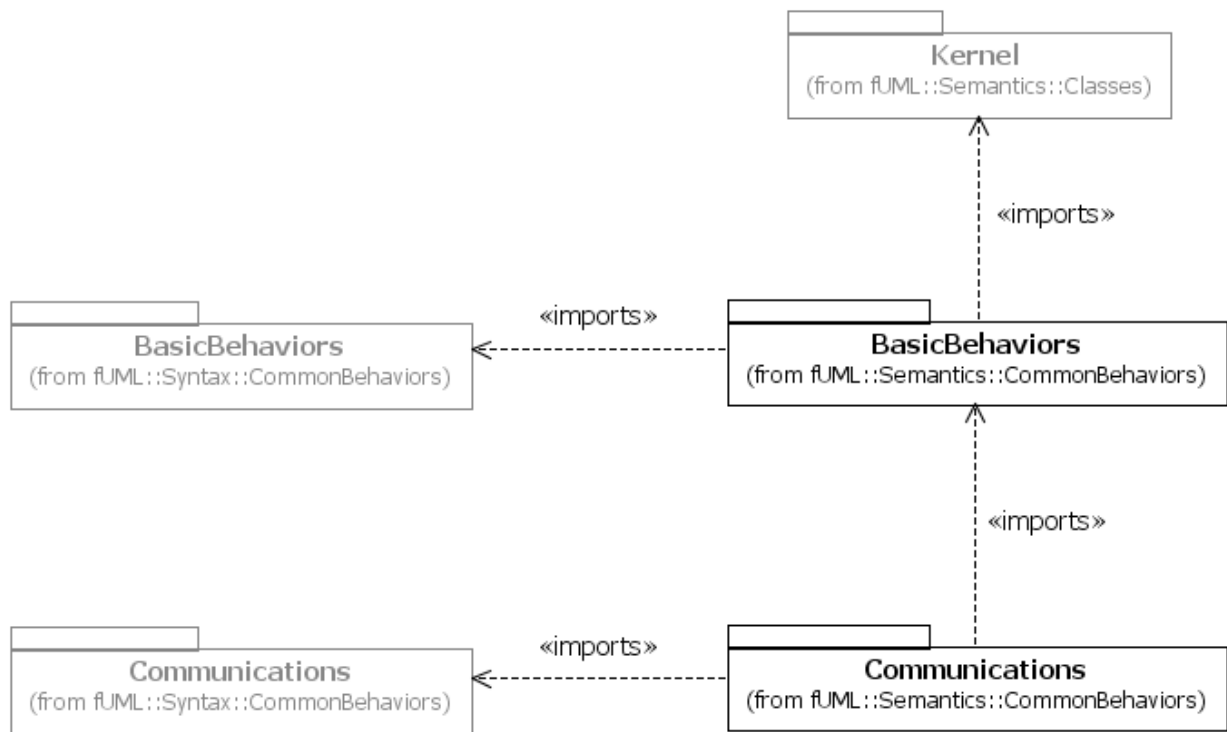 Kernel
(from fUML::Semantics::Classes)
«imports»
«imports»
BasicBehaviors
(from fUML::Syntax::CommonBehaviors)
BasicBehaviors
(from fUML::Semantics::CommonBehaviors)
«imports»
«imports»
Communications
(from fUML::Syntax::CommonBehaviors)
Communications
(from fUML::Semantics::CommonBehaviors)